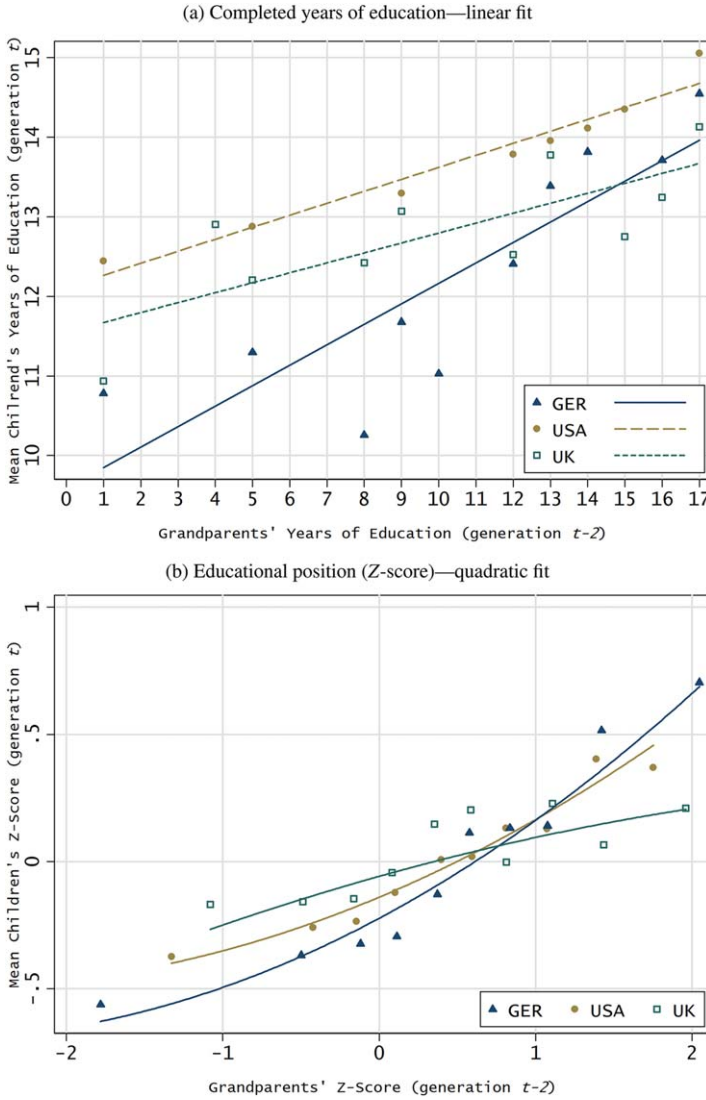 (a) Completed years of education—linear fit
Mean Chilrend's Years of Education (generation t)
15
14
13
12
11
10
GER
USA
UK
0 1 2 3 4 5 6 7 8 9 10 11 12 13 14 15 16 17
Grandparents' Years of Education (generation t-2)
(b) Educational position (Z-score)—quadratic fit
Mean Children's Z-Score (generation t)
1
.5
0
-.5
GER USA UK
-2 -1 0 1 2
Grandparents' Z-Score (generation t-2)